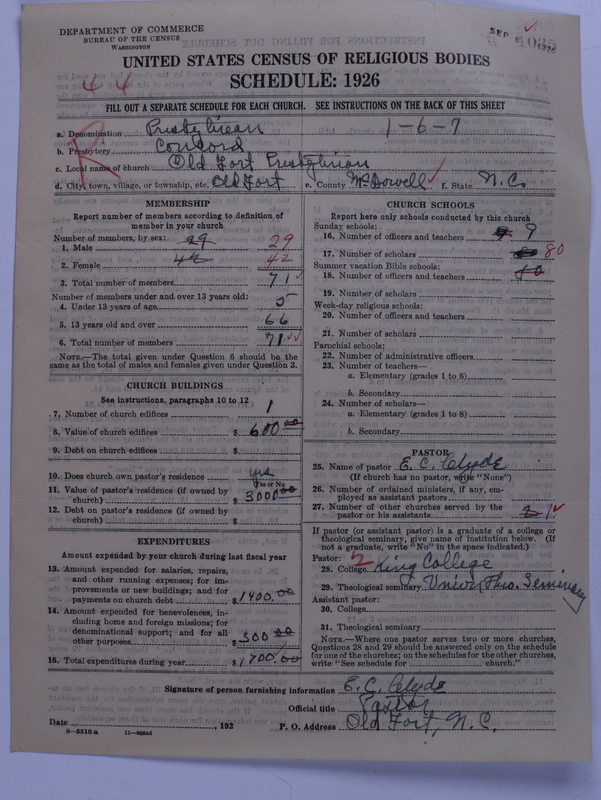 DEPARTMENT OF COMMERCE
BUREAU OF THE CENSUS
WASHINGTON
SEP 8 1926
UNITED STATES CENSUS OF RELIGIOUS BODIES
SCHEDULE: 1926
44
FILL OUT A SEPARATE SCHEDULE FOR EACH CHURCH. SEE INSTRUCTIONS ON THE BACK OF THIS SHEET
R
a. Denomination Presbyterian 1-6-7
b. Presbytery Concord
c. Local name of church Old Fort Presbyterian
d. City, town, village, or township, etc. Old Fort e. County McDowell f. State N.C.
MEMBERSHIP
Report number of members according to definition of member in your church
Number of members by sex:
1. Male 29 29
2. Female 42 42
3. Total number of members 71
Number of members under and over 13 years old:
4. Under 13 years of age 5
5. 13 years old and over 66
6. Total number of members 71
NOTE.—The total given under Question 6 should be the
same as the total of males and females given under Question 3.
CHURCH BUILDINGS
See instructions, paragraphs 10 to 12
7. Number of church edifices 1
8. Value of church edifices $ 600 00
9. Debt on church edifices $
10. Does church own pastor's residence yes
Yes or No
11. Value of pastor's residence (if owned by
church) $ 3000 00
12. Debt on pastor's residence (if owned by
church) $
EXPENDITURES
Amount expended by your church during last fiscal year
13. Amount expended for salaries, repairs,
and other running expenses; for im-
provements or new buildings; and for
payments on church debt $ 1400.00
14. Amount expended for benevolences, in-
cluding home and foreign missions; for
denominational support; and for all
other purposes $ 300 00
15. Total expenditures during year $ 1700.00
CHURCH SCHOOLS
Report here only schools conducted by this church
Sunday schools:
16. Number of officers and teachers 9
17. Number of scholars 80
Summer vacation Bible schools:
18. Number of officers and teachers 80
19. Number of scholars
Week-day religious schools:
20. Number of officers and teachers
21. Number of scholars
Parochial schools:
22. Number of administrative officers
23. Number of teachers—
a. Elementary (grades 1 to 8)
b. Secondary
24. Number of scholars—
a. Elementary (grades 1 to 8)
b. Secondary
PASTOR
25. Name of pastor E. C. Clyde
(If church has no pastor, write "None")
26. Number of ordained ministers, if any, em-
ployed as assistant pastors
27. Number of other churches served by the
pastor or his assistants 2 1
If pastor (or assistant pastor) is a graduate of a college or
theological seminary, give name of institution below. (If
not a graduate, write "No" in the space indicated.)
Pastor: 2
28. College King College
29. Theological seminary Union Theo. Seminary
Assistant pastor:
30. College
31. Theological seminary
NOTE.—Where one pastor serves two or more churches,
Questions 28 and 29 should be answered only on the schedule
for one of the churches; on the schedules for the other churches,
write "See schedule for church."
Signature of person furnishing information E. C. Clyde
Official title Pastor
Date , 192 P. O. Address Old Fort, N.C.
8-5518 a